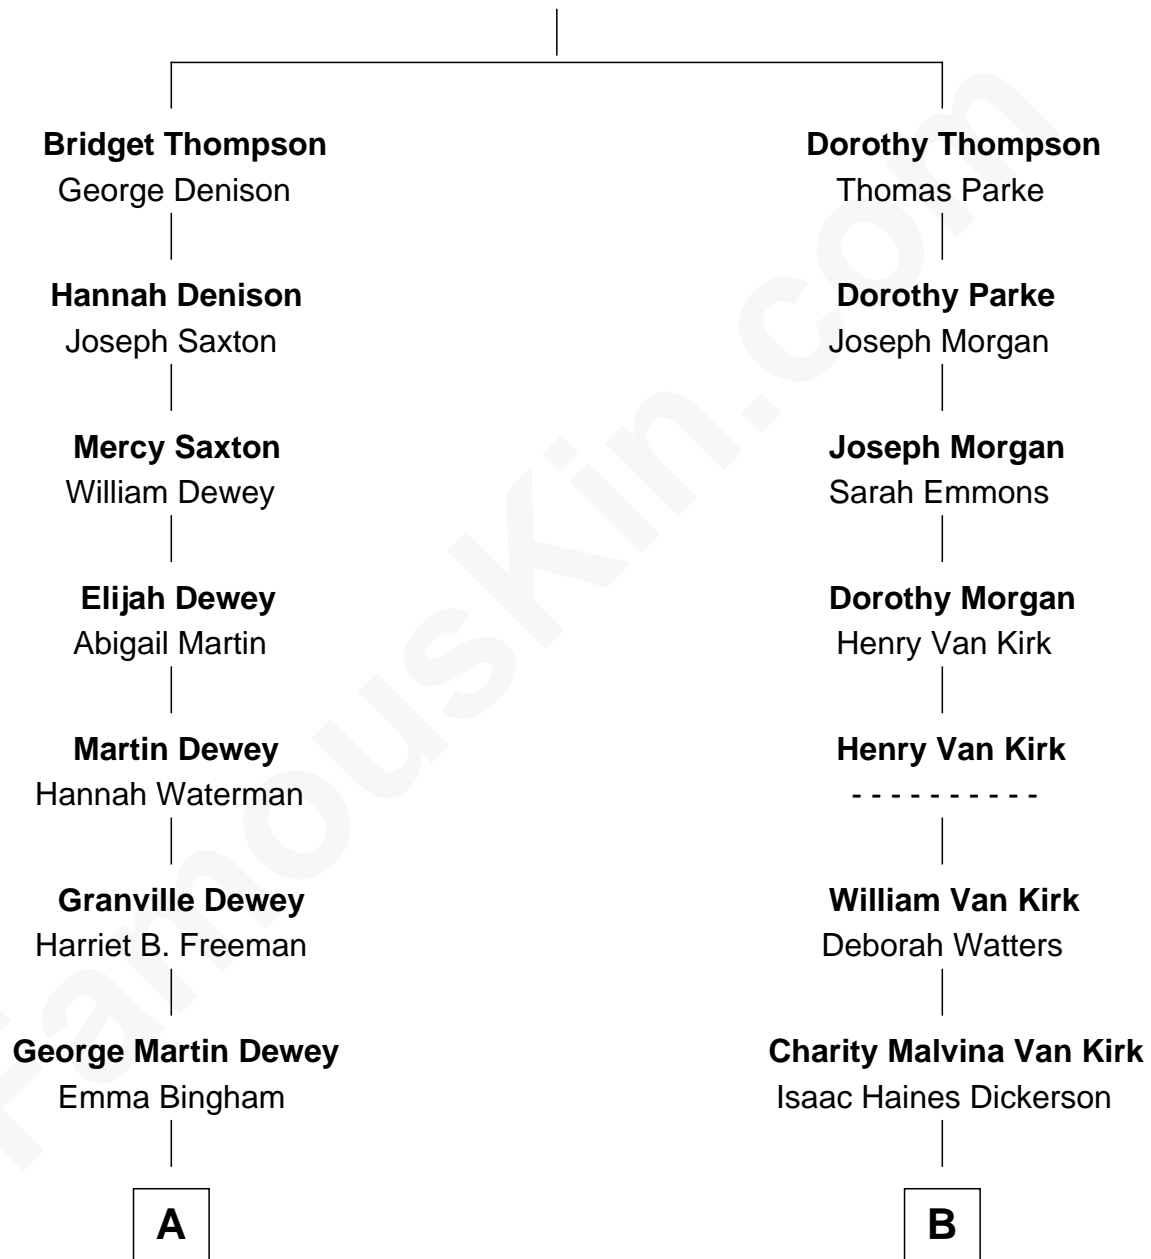 Bridget Thompson
George Denison
Hannah Denison
Joseph Saxton
Mercy Saxton
William Dewey
Elijah Dewey
Abigail Martin
Martin Dewey
Hannah Waterman
Granville Dewey
Harriet B. Freeman
George Martin Dewey
Emma Bingham
A
Dorothy Thompson
Thomas Parke
Dorothy Parke
Joseph Morgan
Joseph Morgan
Sarah Emmons
Dorothy Morgan
Henry Van Kirk
Henry Van Kirk
- - - - - - - - - -
William Van Kirk
Deborah Watters
Charity Malvina Van Kirk
Isaac Haines Dickerson
B
FamousKin.com